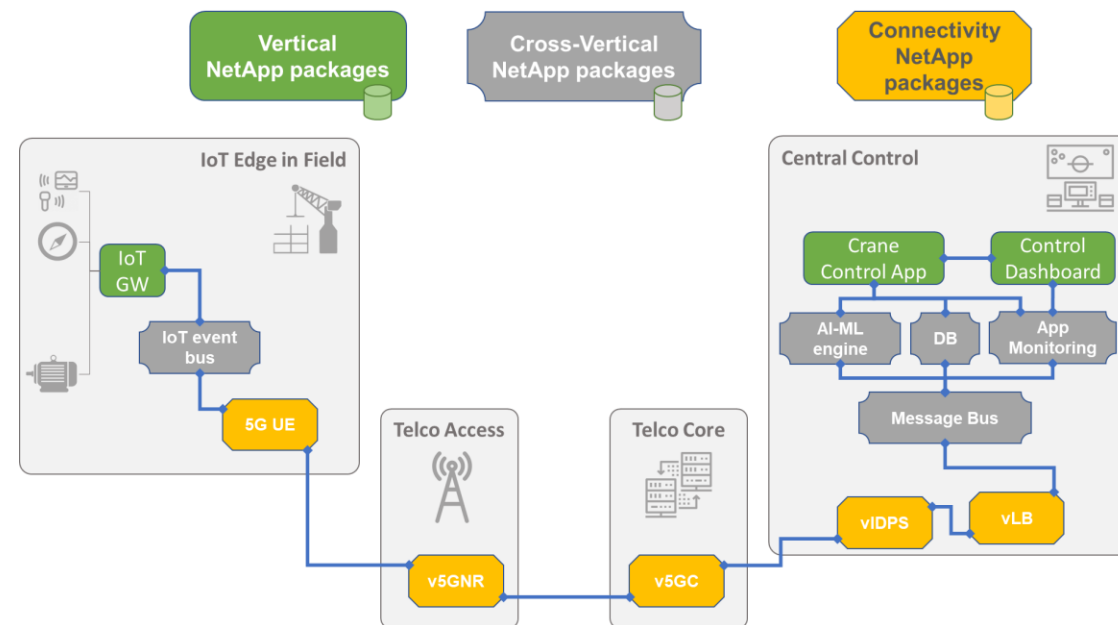 Vertical
NetApp packages
Cross-Vertical
NetApp packages
Connectivity
NetApp
packages
IoT Edge in Field
IoT
GW
IoT event
bus
5G UE
Telco Access
v5GNR
Telco Core
v5GC
Central Control
Crane
Control App
Control
Dashboard
AI-ML
engine
DB
App
Monitoring
Message Bus
vIDPS
vLB